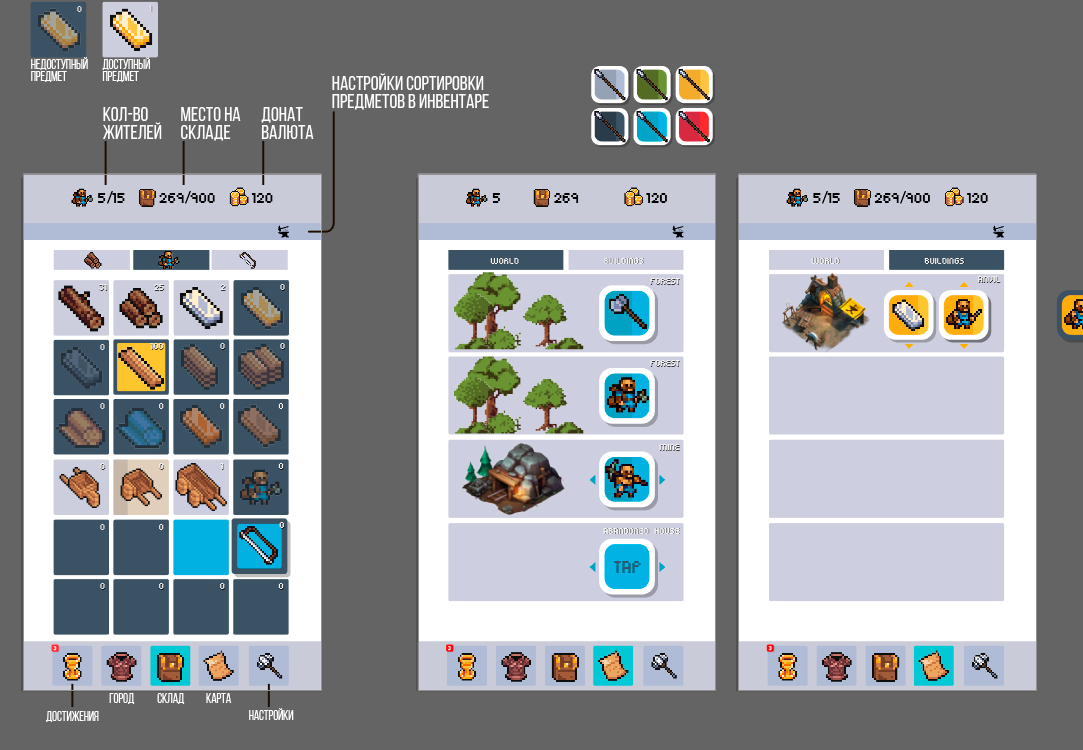 0
1
НЕДОСТУПНЫЙ
ПРЕДМЕТ
ДОСТУПНЫЙ
ПРЕДМЕТ
НАСТРОЙКИ СОРТИРОВКИ
ПРЕДМЕТОВ В ИНВЕНТАРЕ
КОЛ-ВО
ЖИТЕЛЕЙ
МЕСТО НА
СКЛАДЕ
ДОНАТ
ВАЛЮТА
5/15 269/900 120
31 25 2 0
0 100 0 0
0 0 0 0
0 0 1 0
0 0 0
0 0 0 0
3
ГОРОД СКЛАД КАРТА
ДОСТИЖЕНИЯ НАСТРОЙКИ
5 269 120
WORLD BUILDINGS
FOREST
FOREST
MINE
ABANDONED HOUSE
TAP
3
5/15 269/900 120
WORLD BUILDINGS
ANVIL
3